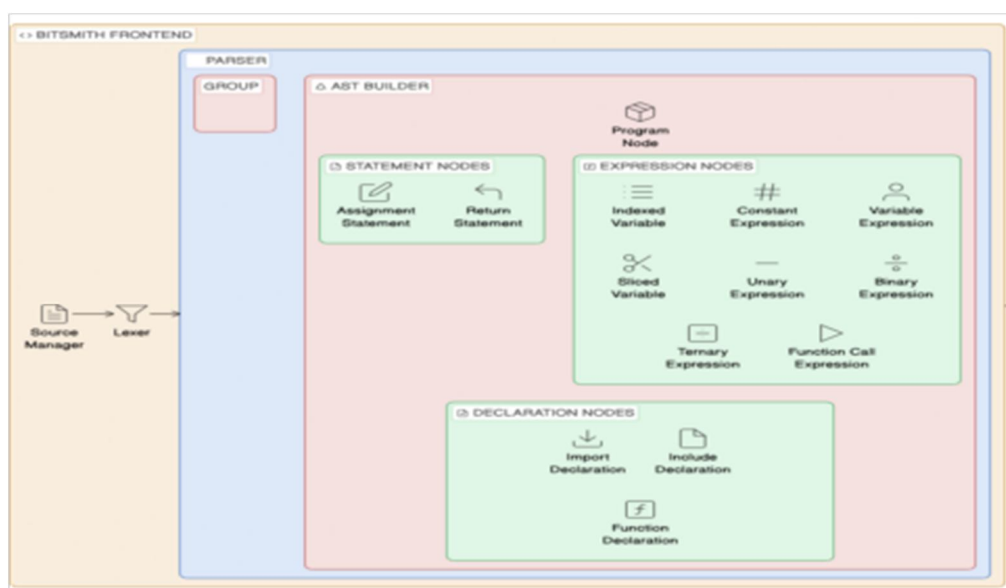 BITSMITH FRONTEND
PARSER
GROUP
AST BUILDER
Program
Node
STATEMENT NODES
Assignment
Statement
Return
Statement
EXPRESSION NODES
Indexed
Variable
Constant
Expression
Variable
Expression
Sliced
Variable
Unary
Expression
Binary
Expression
Ternary
Expression
Function Call
Expression
Source
Manager
Lexer
DECLARATION NODES
Import
Declaration
Include
Declaration
Function
Declaration